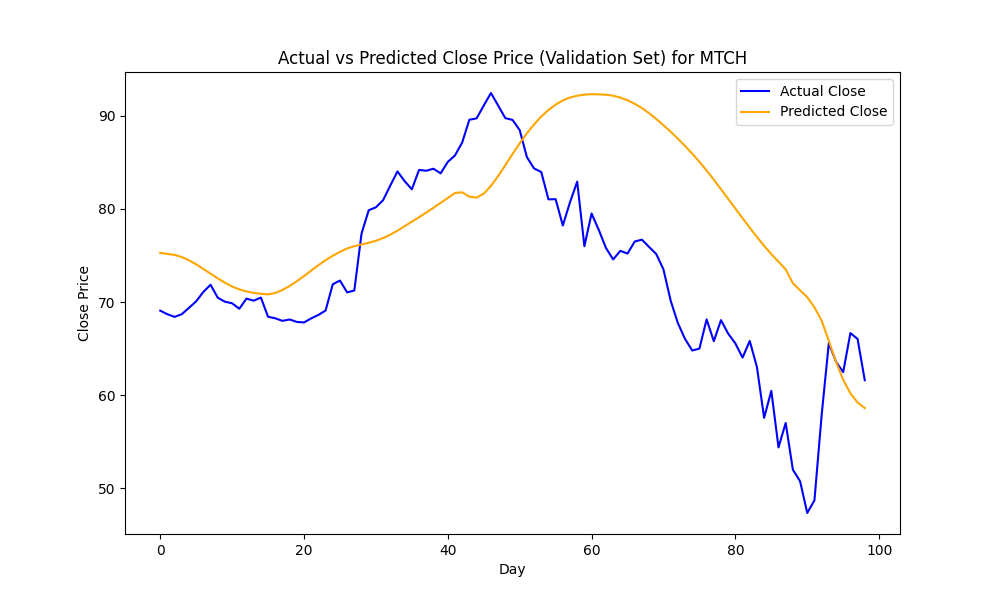 Actual vs Predicted Close Price (Validation Set) for MTCH
Actual Close
Predicted Close
Close Price
90
80
70
60
50
0 20 40 60 80 100
Day